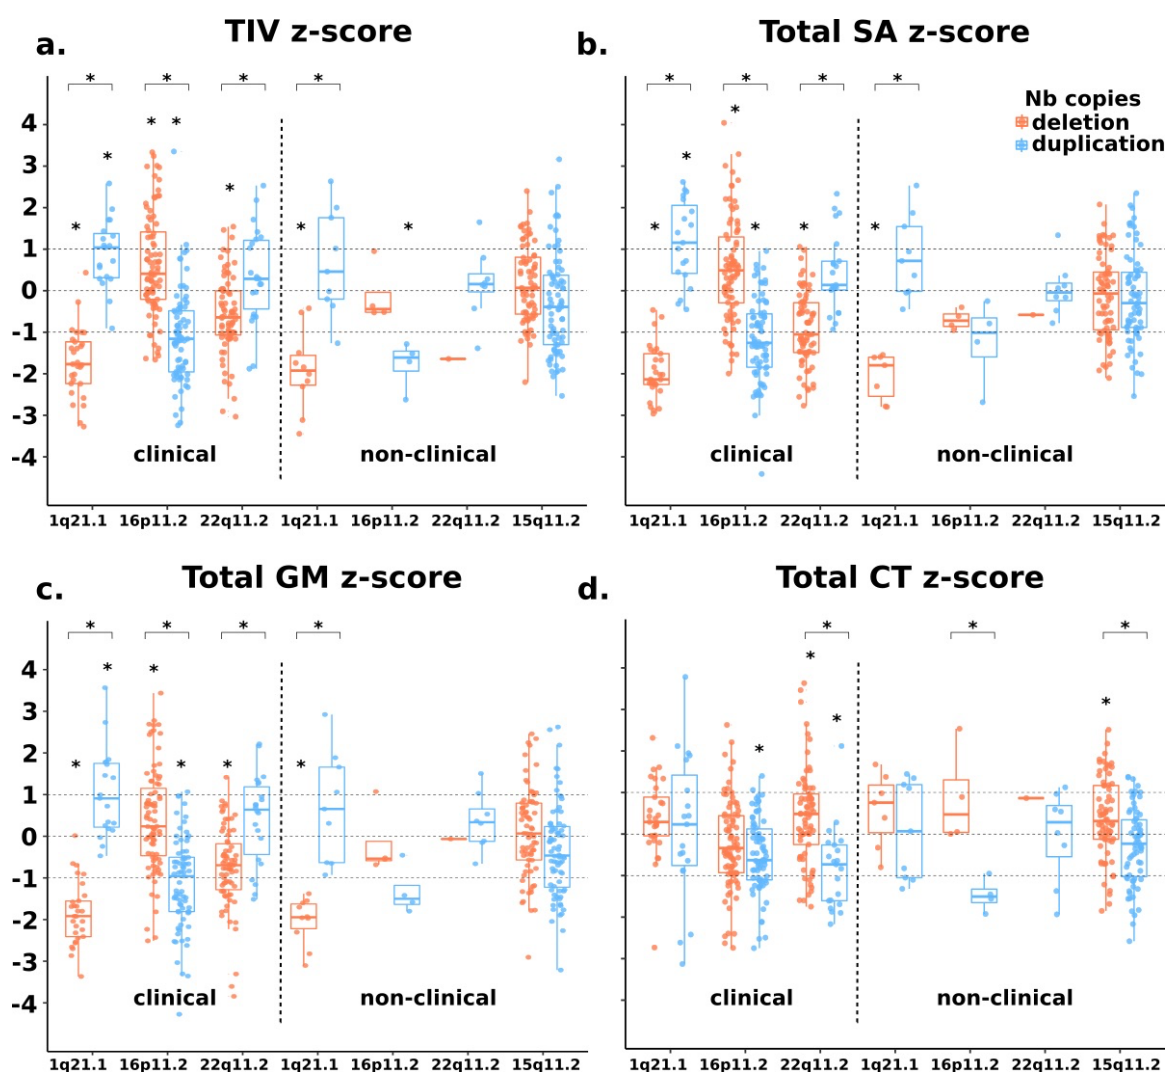 a.
TIV z-score
* * * *
* *
*
*
* * *
4
3
2
1
0
-1
-2
-3
-4
clinical
non-clinical
1q21.1 16p11.2 22q11.2 1q21.1 16p11.2 22q11.2 15q11.2
b.
Total SA z-score
* * * *
Nb copies
deletion
duplication
*
*
* * * *
clinical
non-clinical
1q21.1 16p11.2 22q11.2 1q21.1 16p11.2 22q11.2 15q11.2
c.
Total GM z-score
* * * *
* *
* * * *
4
3
2
1
0
-1
-2
-3
-4
clinical
non-clinical
1q21.1 16p11.2 22q11.2 1q21.1 16p11.2 22q11.2 15q11.2
d.
Total CT z-score
* * *
*
*
*
*
clinical
non-clinical
1q21.1 16p11.2 22q11.2 1q21.1 16p11.2 22q11.2 15q11.2